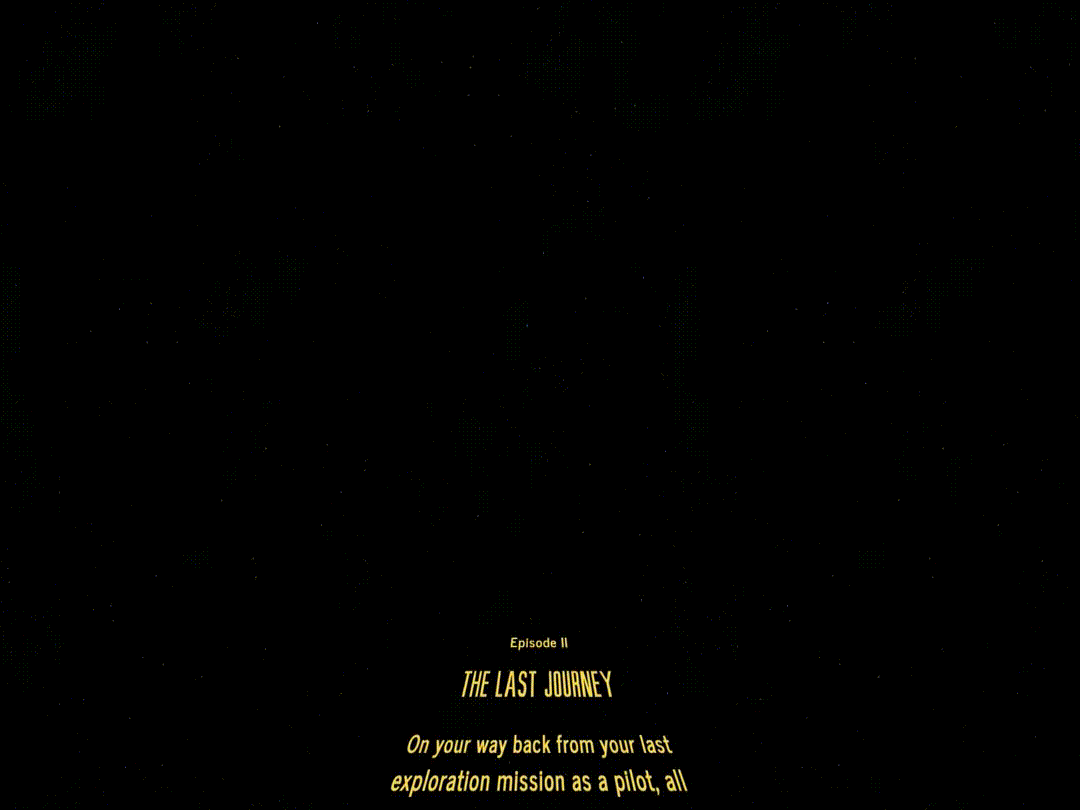 Episode II
THE LAST JOURNEY
On your way back from your last
exploration mission as a pilot, all